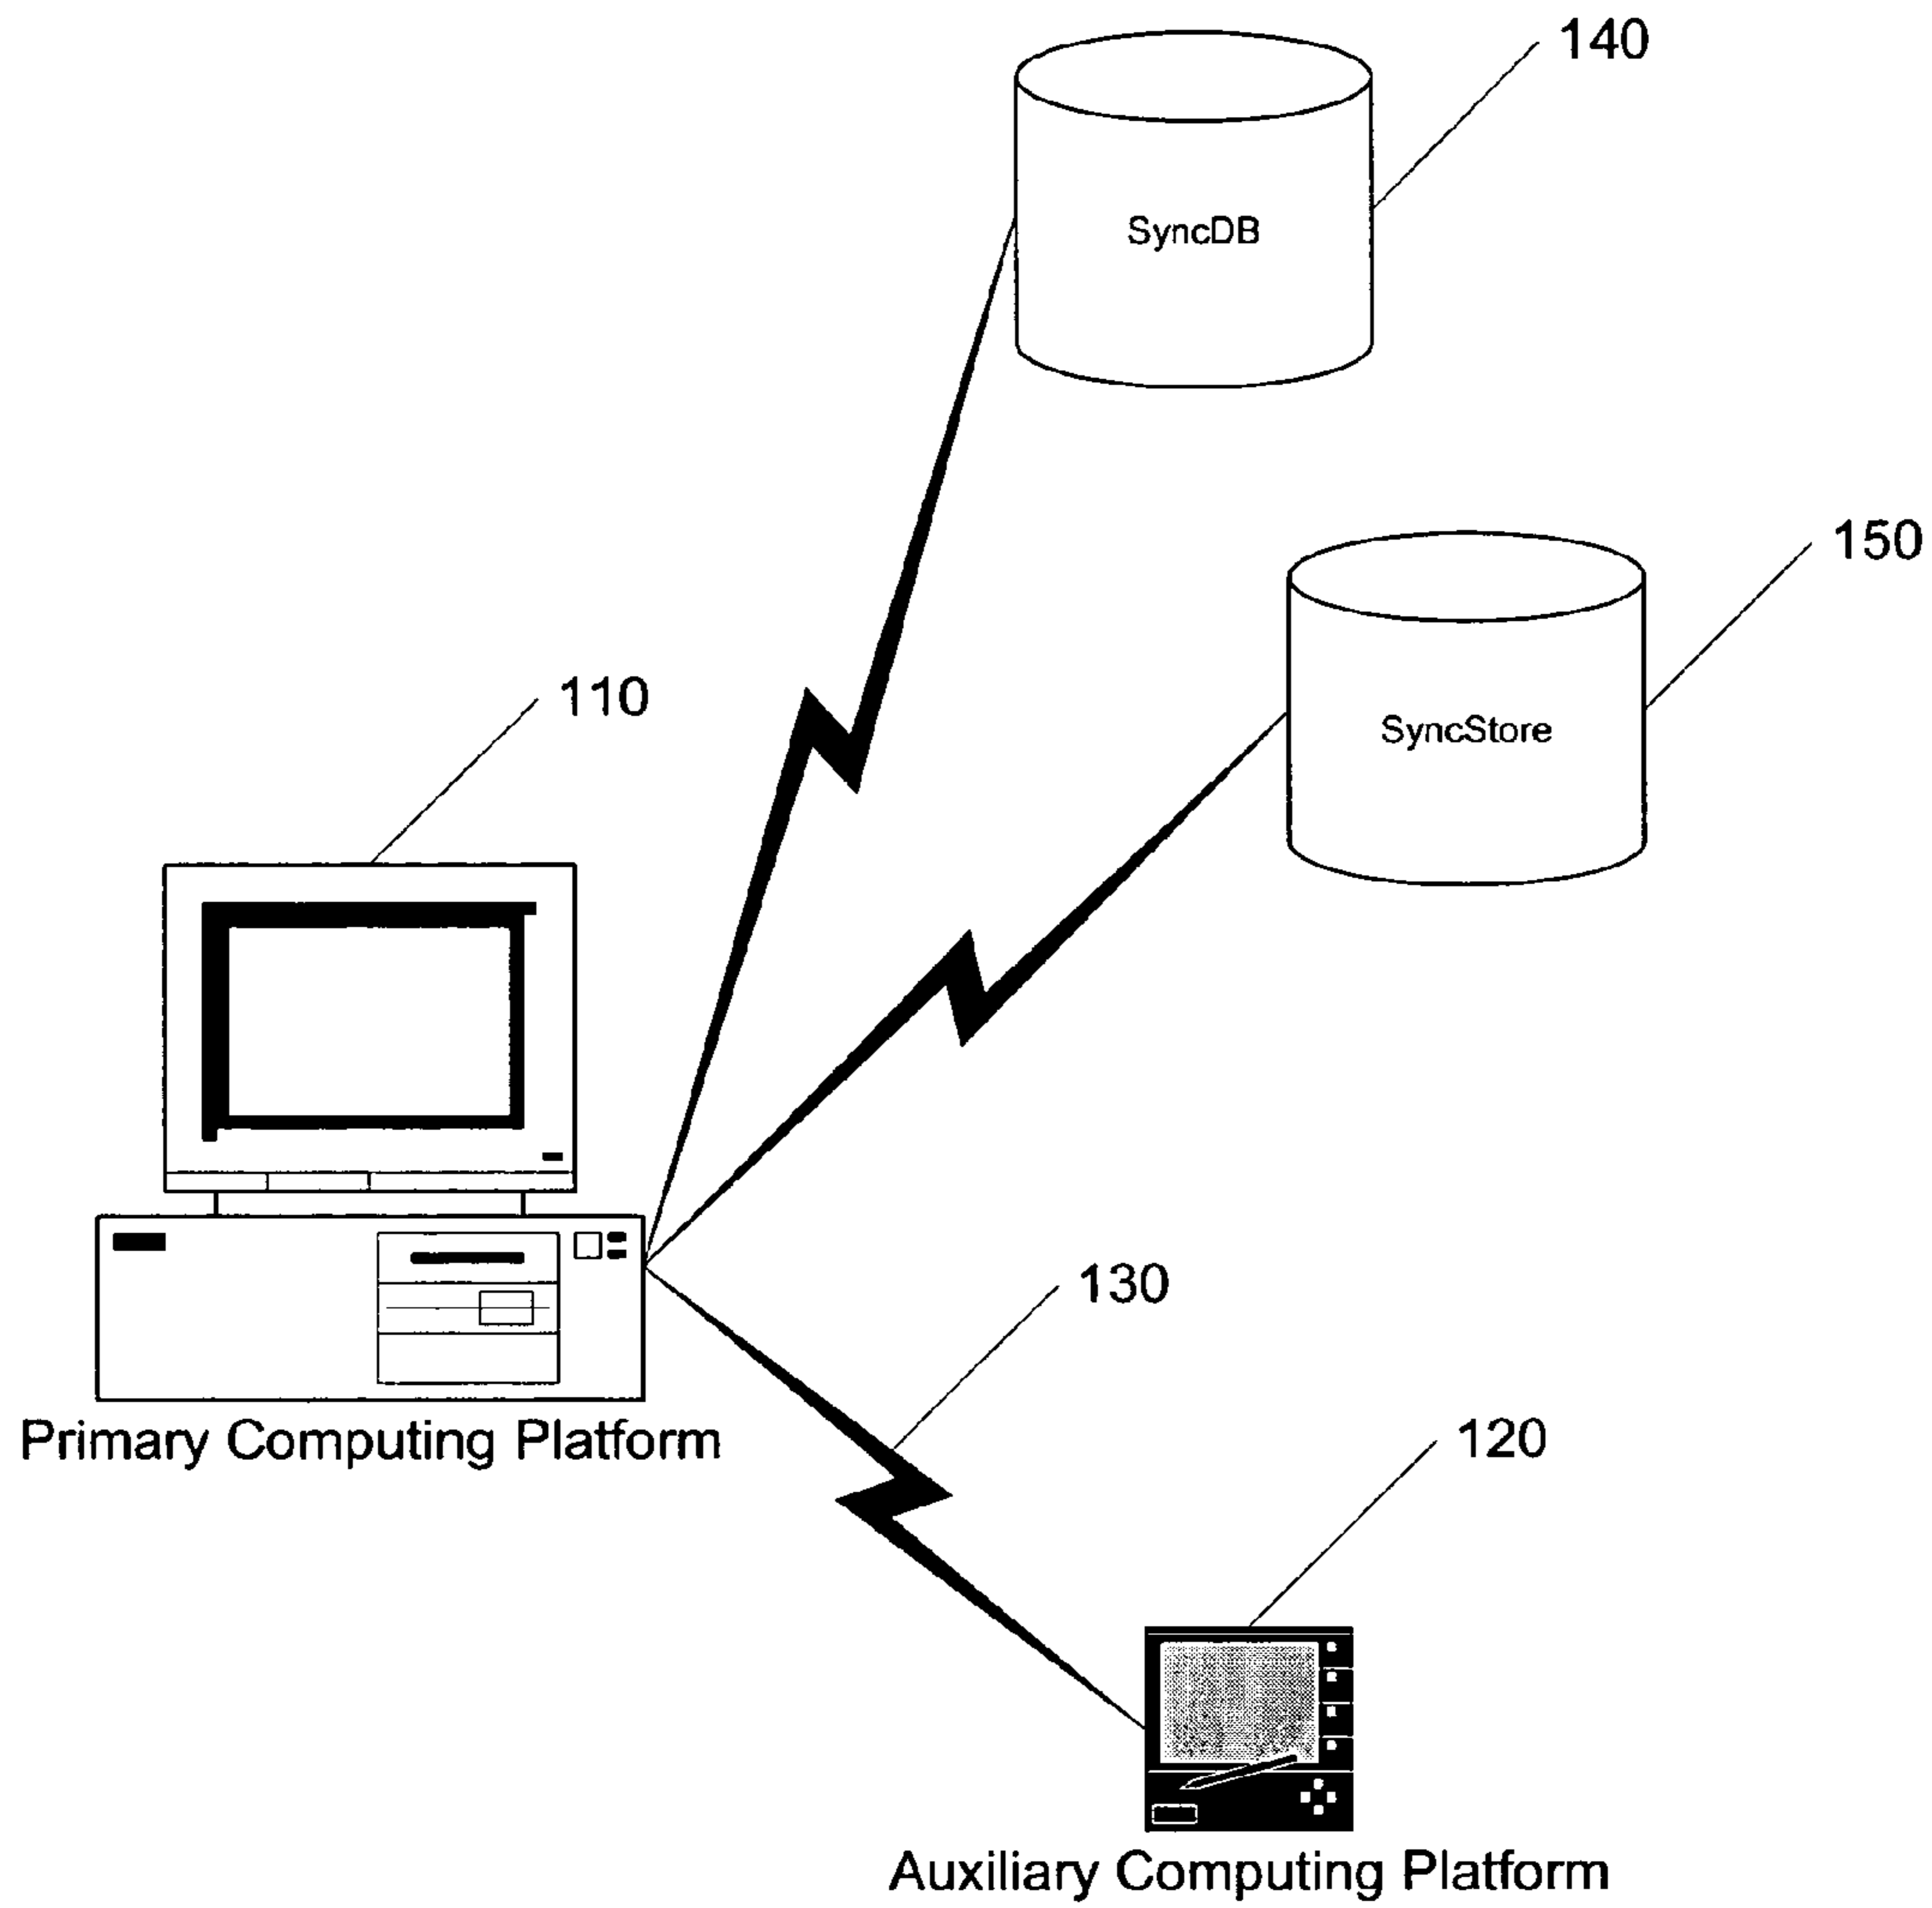 140
SyncDB
150
SyncStore
110
130
Primary Computing Platform
120
Auxiliary Computing Platform